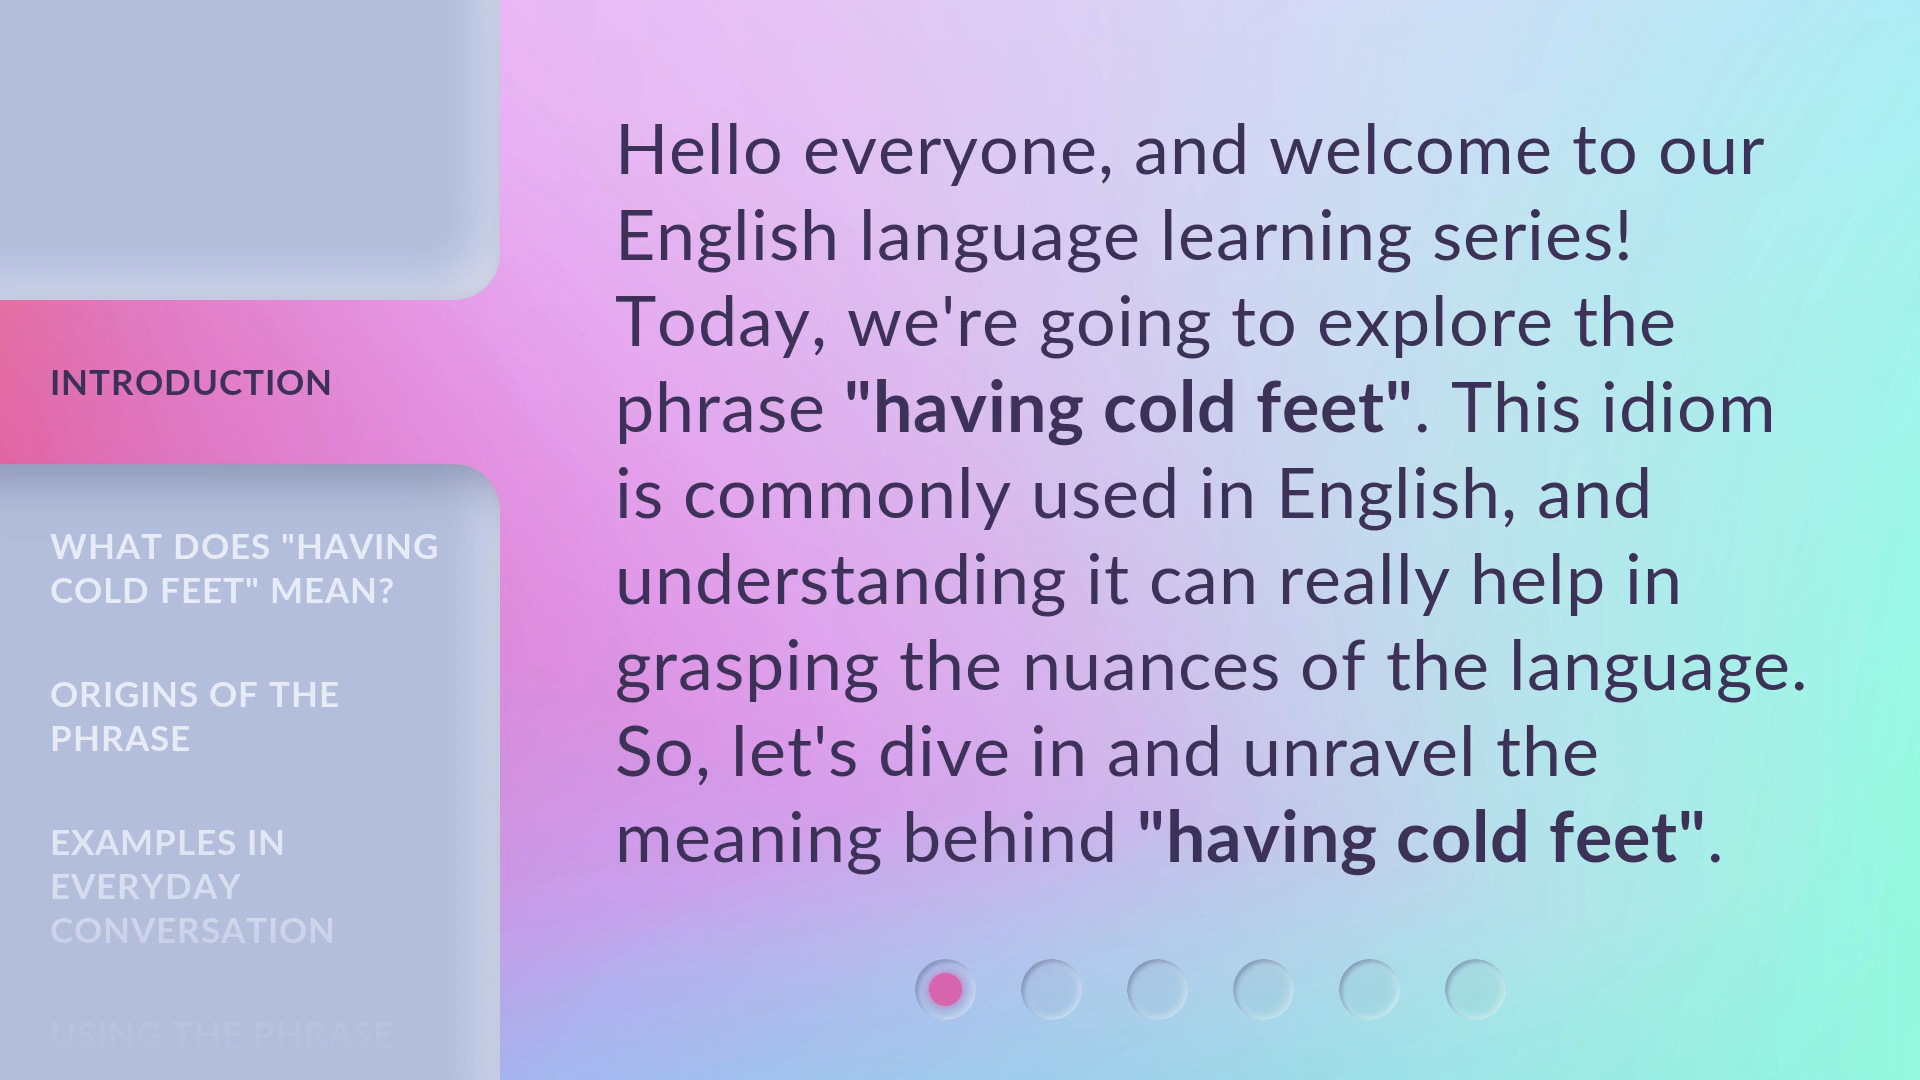 INTRODUCTION
WHAT DOES "HAVING
COLD FEET" MEAN?
ORIGINS OF THE
PHRASE
EXAMPLES IN
EVERYDAY
CONVERSATION
USING THE PHRASE
Hello everyone, and welcome to our
English language learning series!
Today, we're going to explore the
phrase "having cold feet". This idiom
is commonly used in English, and
understanding it can really help in
grasping the nuances of the language.
So, let's dive in and unravel the
meaning behind "having cold feet".